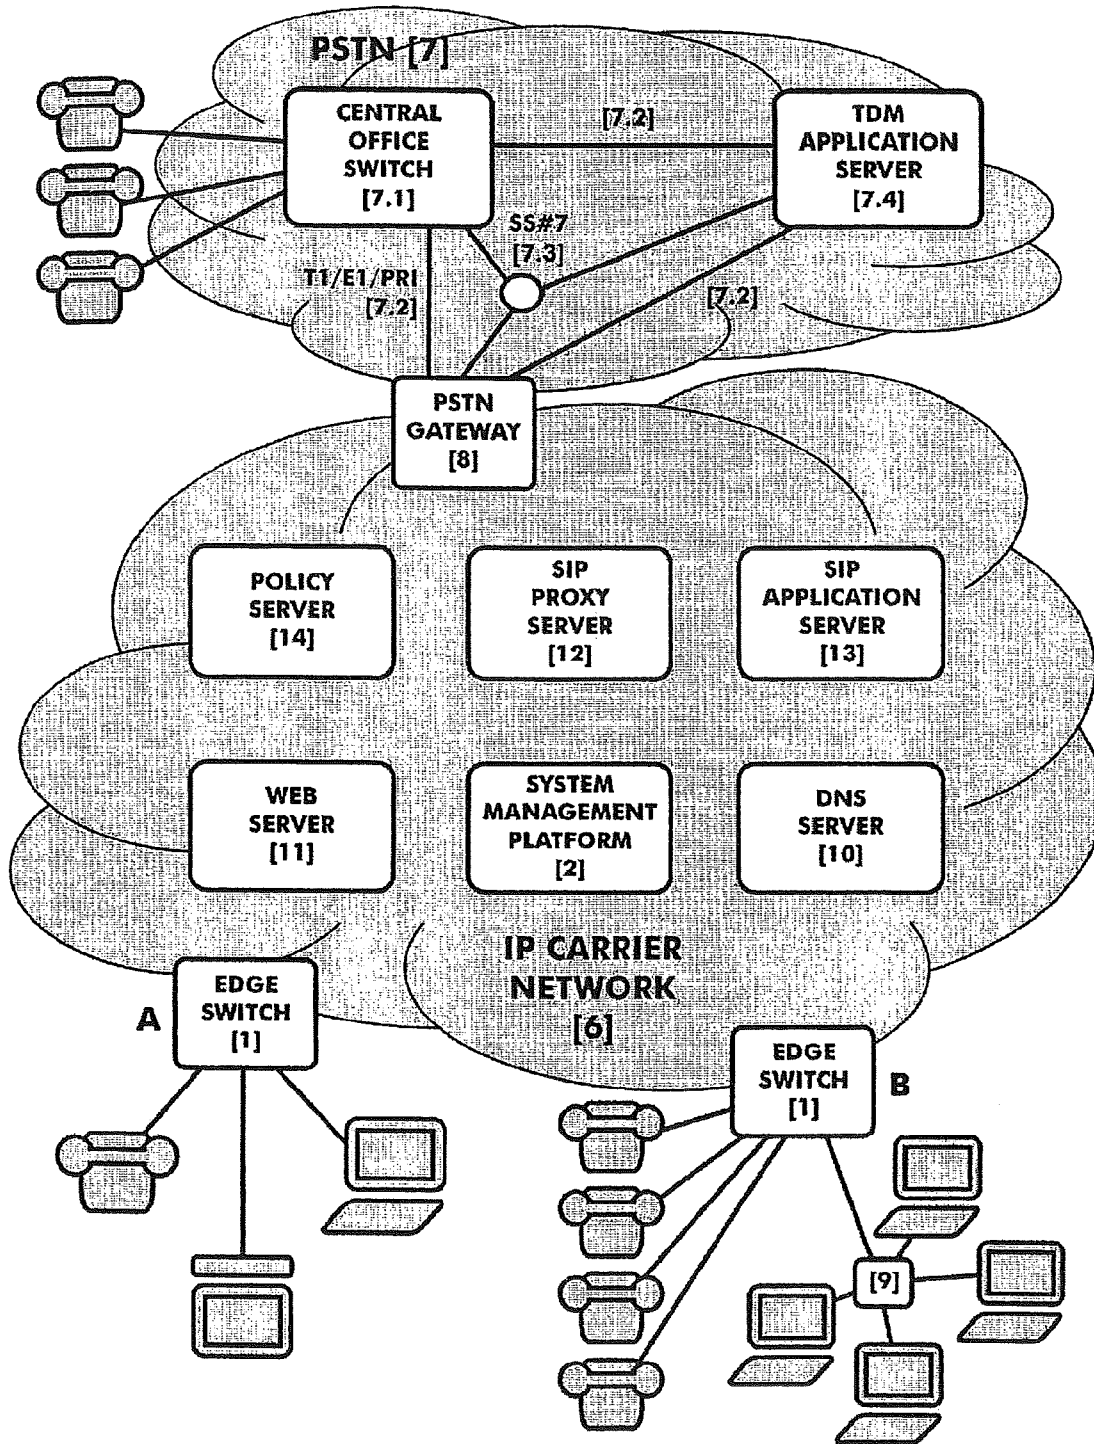 PSTN [7]
CENTRAL
OFFICE
SWITCH
[7.1]
[7.2]
TDM
APPLICATION
SERVER
[7.4]
SS#7
[7.3]
T1/E1/PRI
[7.2]
[7.2]
PSTN
GATEWAY
[8]
POLICY
SERVER
[14]
SIP
PROXY
SERVER
[12]
SIP
APPLICATION
SERVER
[13]
WEB
SERVER
[11]
SYSTEM
MANAGEMENT
PLATFORM
[2]
DNS
SERVER
[10]
IP CARRIER
NETWORK
[6]
A
EDGE
SWITCH
[1]
EDGE
SWITCH
[1]
B
[9]